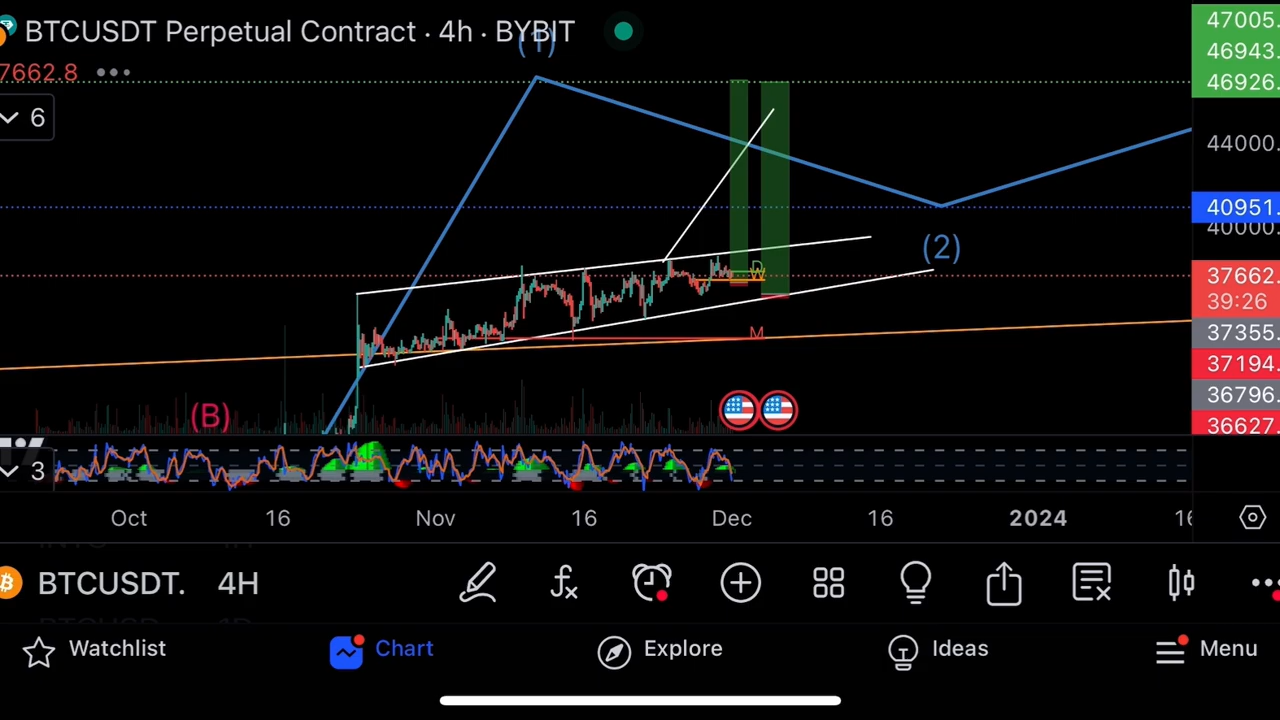 BTCUSDT Perpetual Contract · 4h · BYBIT
(1)
7662.8 •••
6
47005.
46943.
46926.
44000.
40951.
40000.
(2)
D
W
37662.
39:26
37355.
M
37194.
36796.
(B)
36627.
3
Oct 16 Nov 16 Dec 16 2024 16
BTCUSDT. 4H
Watchlist Chart Explore Ideas Menu